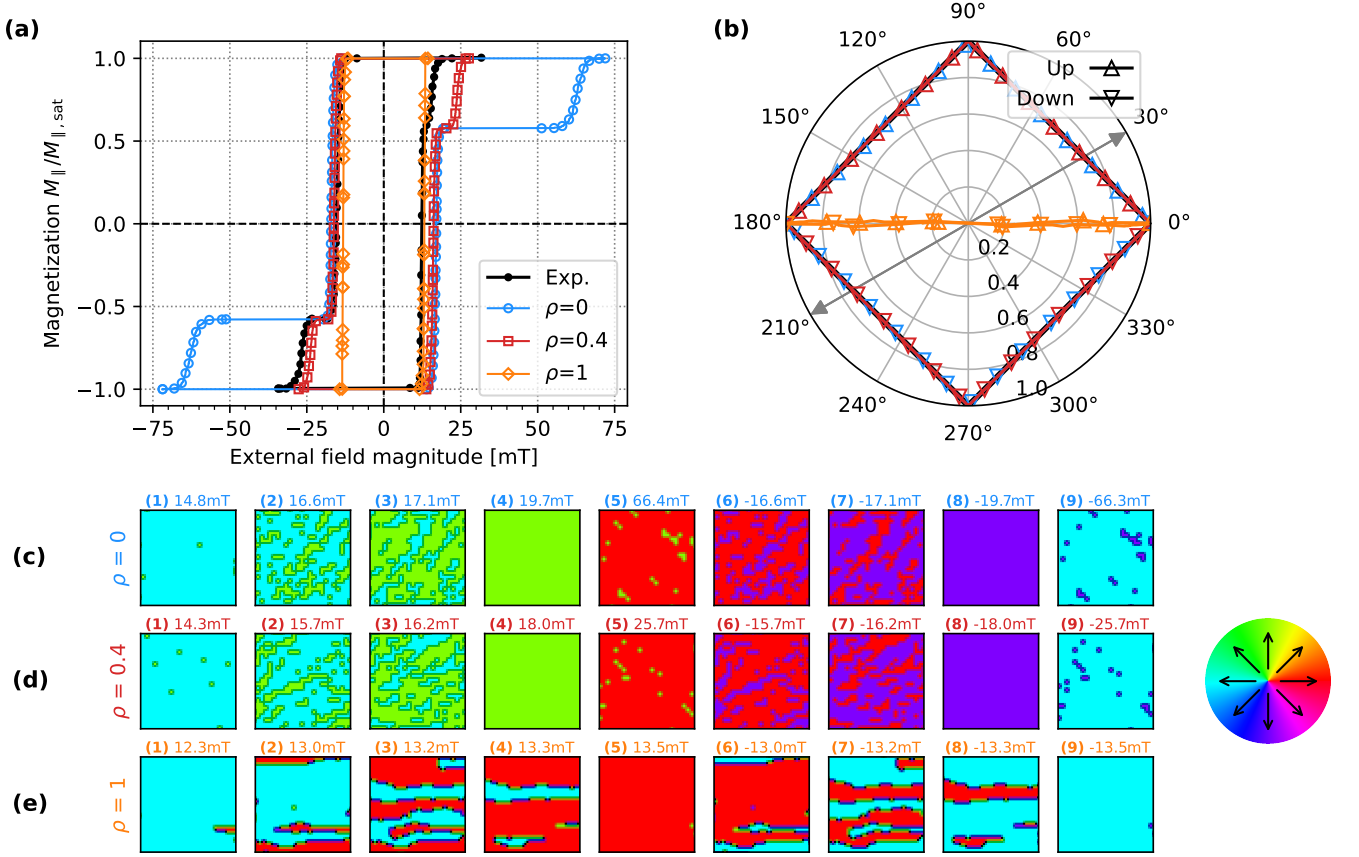 (a)
Magnetization M∥/M∥,sat
1.0
0.5
0.0
−0.5
−1.0
−75
−50
−25
0
25
50
75
External field magnitude [mT]
Exp.
ρ=0
ρ=0.4
ρ=1
(b)
90°
120°
60°
150°
30°
180°
0°
210°
330°
240°
300°
270°
Up
Down
0.2
0.4
0.6
0.8
1.0
(c)
ρ = 0
(1) 14.8mT
(2) 16.6mT
(3) 17.1mT
(4) 19.7mT
(5) 66.4mT
(6) -16.6mT
(7) -17.1mT
(8) -19.7mT
(9) -66.3mT
(d)
ρ = 0.4
(1) 14.3mT
(2) 15.7mT
(3) 16.2mT
(4) 18.0mT
(5) 25.7mT
(6) -15.7mT
(7) -16.2mT
(8) -18.0mT
(9) -25.7mT
(e)
ρ = 1
(1) 12.3mT
(2) 13.0mT
(3) 13.2mT
(4) 13.3mT
(5) 13.5mT
(6) -13.0mT
(7) -13.2mT
(8) -13.3mT
(9) -13.5mT